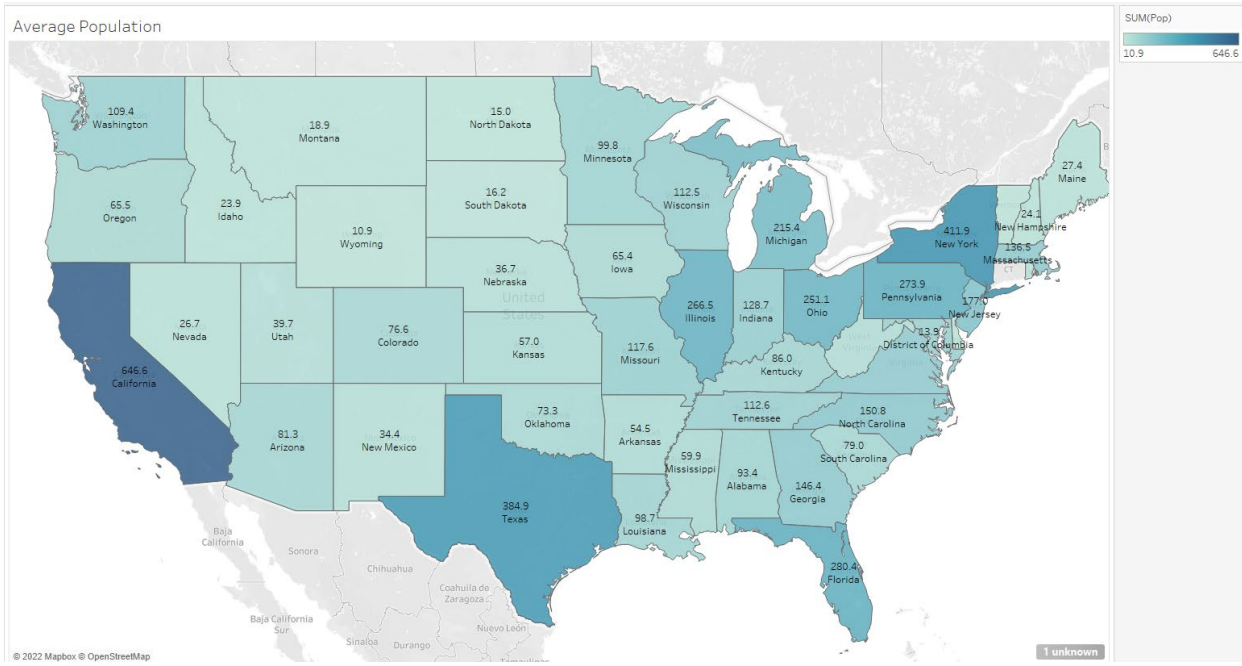 Average Population
SUM(Pop)
10.9 646.6
109.4
Washington
18.9
Montana
15.0
North Dakota
99.8
Minnesota
65.5
Oregon
23.9
Idaho
10.9
Wyoming
16.2
South Dakota
112.5
Wisconsin
215.4
Michigan
27.4
Maine
24.1
New Hampshire
411.9
New York
136.5
Massachusetts
CT
26.7
Nevada
39.7
Utah
76.6
Colorado
36.7
Nebraska
United
States
57.0
Kansas
65.4
Iowa
117.6
Missouri
266.5
Illinois
128.7
Indiana
251.1
Ohio
273.9
Pennsylvania
177.0
New Jersey
13.9
District of Columbia
West
Virginia
Virginia
86.0
Kentucky
646.6
California
81.3
Arizona
34.4
New Mexico
73.3
Oklahoma
54.5
Arkansas
112.6
Tennessee
150.8
North Carolina
79.0
South Carolina
384.9
Texas
98.7
Louisiana
59.9
Mississippi
93.4
Alabama
146.4
Georgia
280.4
Florida
Baja
California
Sonora
Chihuahua
Coahuila de
Zaragoza
Baja California
Sur
Sinaloa
Durango
Nuevo León
Tamaulipas
© 2022 Mapbox © OpenStreetMap
1 unknown